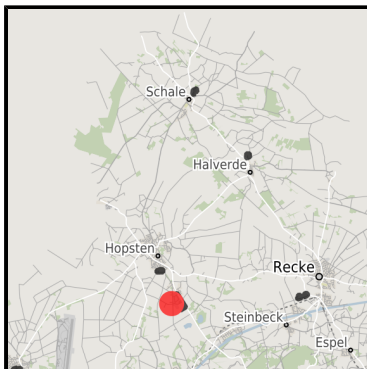 Schale
Halverde
Hopsten
Recke
Steinbeck
Espel